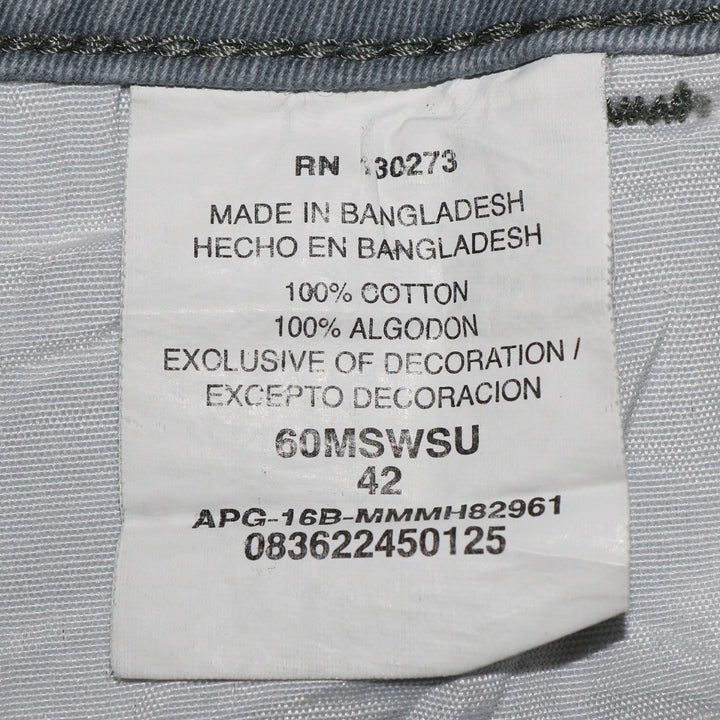 RN 130273
MADE IN BANGLADESH
HECHO EN BANGLADESH
100% COTTON
100% ALGODON
EXCLUSIVE OF DECORATION /
EXCEPTO DECORACION
60MSWSU
42
APG-16B-MMMH82961
083622450125